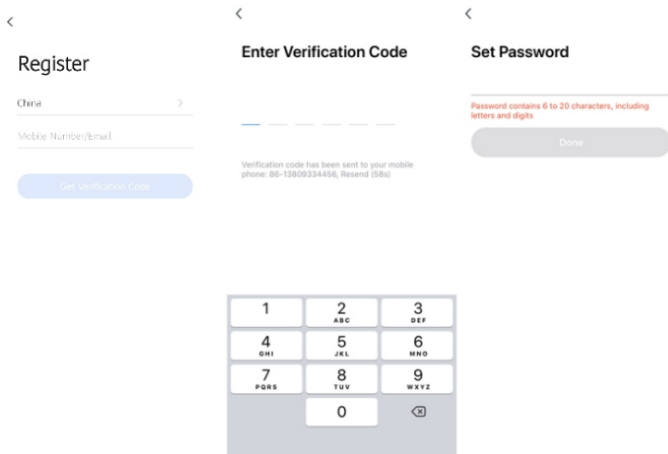 Register
China
Mobile Number/Email
Get Verification Code
Enter Verification Code
Verification code has been sent to your mobile
phone: 86-13809334456, Resend (58s)
1
2
ABC
3
DEF
4
GHI
5
JKL
6
MNO
7
PQRS
8
TUV
9
WXYZ
0
Set Password
Password contains 6 to 20 characters, including
letters and digits
Done